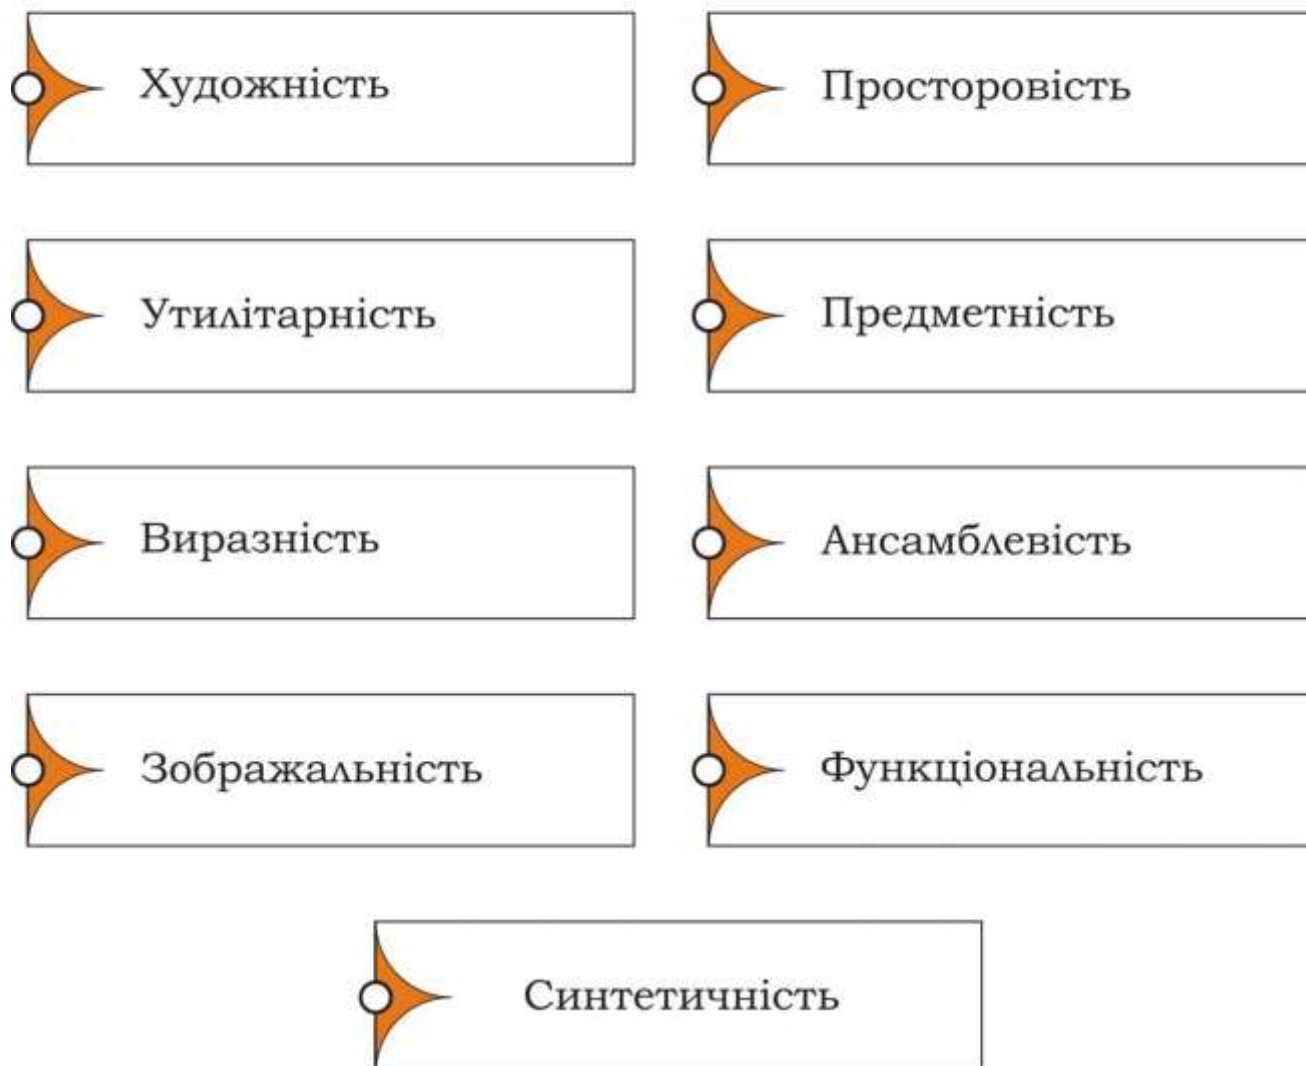 Художність
Просторовість
Утилітарність
Предметність
Виразність
Ансамблевість
Зображальність
Функціональність
Синтетичність